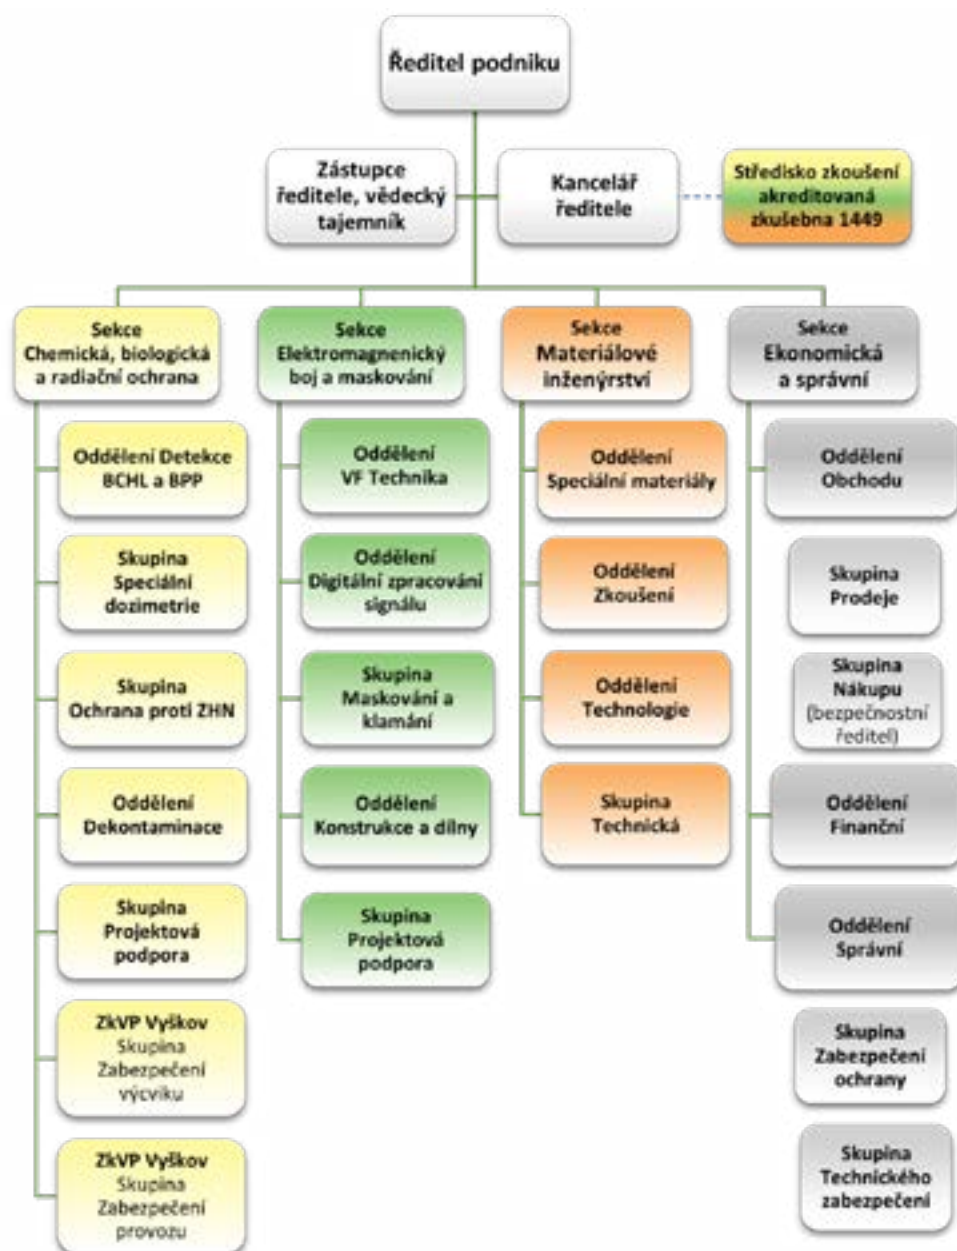 Ředitel podniku
Zástupce
ředitele, vědecký
tajemník
Kancelář
ředitele
Středisko zkoušení
akreditovaná
zkušebna 1449
Sekce
Chemická, biologická
a radiační ochrana
Oddělení Detekce
BCHL a BPP
Skupina
Speciální
dozimetrie
Skupina
Ochrana proti ZHN
Oddělení
Dekontaminace
Skupina
Projektová
podpora
ZkVP Vyškov
Skupina
Zabezpečení
výcviku
ZkVP Vyškov
Skupina
Zabezpečení
provozu
Sekce
Elektromagnenický
boj a maskování
Oddělení
VF Technika
Oddělení
Digitální zpracování
signálu
Skupina
Maskování a
klamání
Oddělení
Konstrukce a dílny
Skupina
Projektová
podpora
Sekce
Materiálové
inženýrství
Oddělení
Speciální materiály
Oddělení
Zkoušení
Oddělení
Technologie
Skupina
Technická
Sekce
Ekonomická
a správní
Oddělení
Obchodu
Skupina
Prodeje
Skupina
Nákupu
(bezpečnostní
ředitel)
Oddělení
Finanční
Oddělení
Správní
Skupina
Zabezpečení
ochrany
Skupina
Technického
zabezpečení